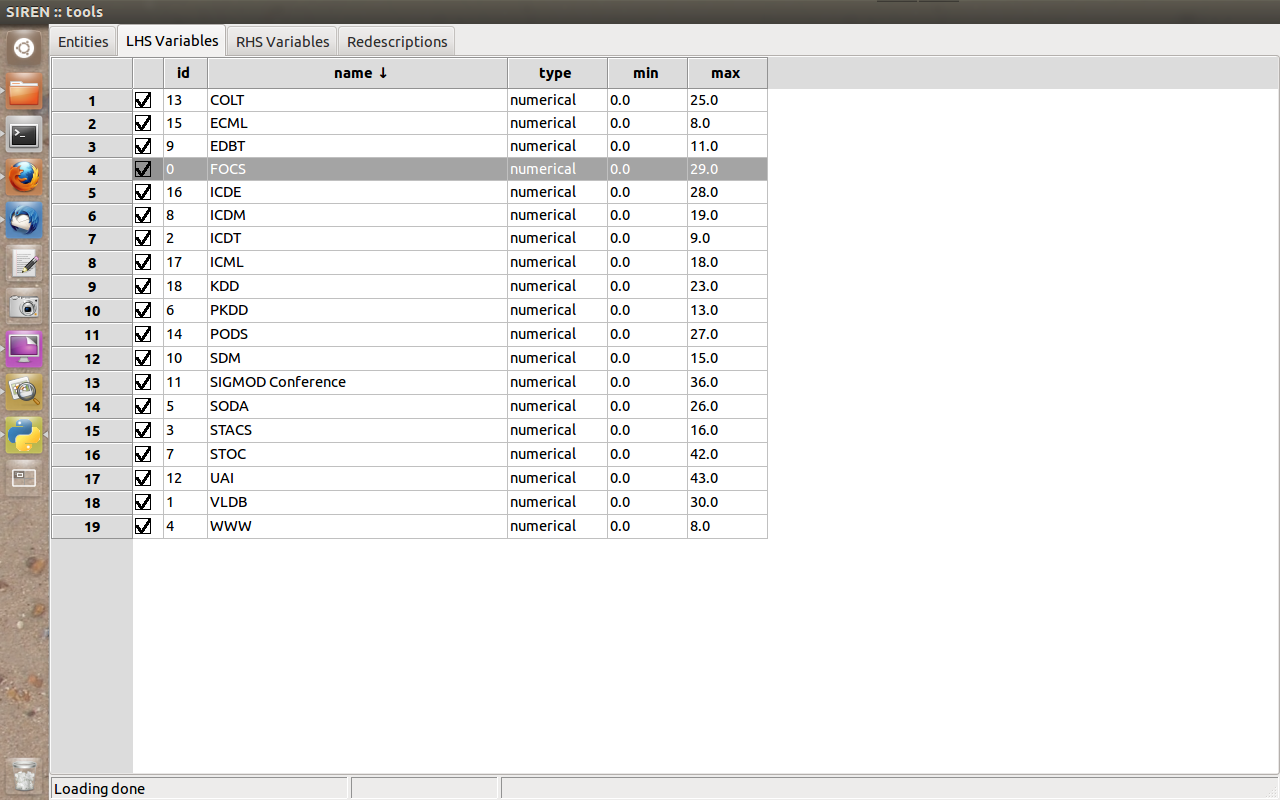 SIREN :: tools
Entities LHS Variables RHS Variables Redescriptions
id name ↓ type min max
1 13 COLT numerical 0.0 25.0
2 15 ECML numerical 0.0 8.0
3 9 EDBT numerical 0.0 11.0
4 0 FOCS numerical 0.0 29.0
5 16 ICDE numerical 0.0 28.0
6 8 ICDM numerical 0.0 19.0
7 2 ICDT numerical 0.0 9.0
8 17 ICML numerical 0.0 18.0
9 18 KDD numerical 0.0 23.0
10 6 PKDD numerical 0.0 13.0
11 14 PODS numerical 0.0 27.0
12 10 SDM numerical 0.0 15.0
13 11 SIGMOD Conference numerical 0.0 36.0
14 5 SODA numerical 0.0 26.0
15 3 STACS numerical 0.0 16.0
16 7 STOC numerical 0.0 42.0
17 12 UAI numerical 0.0 43.0
18 1 VLDB numerical 0.0 30.0
19 4 WWW numerical 0.0 8.0
Loading done